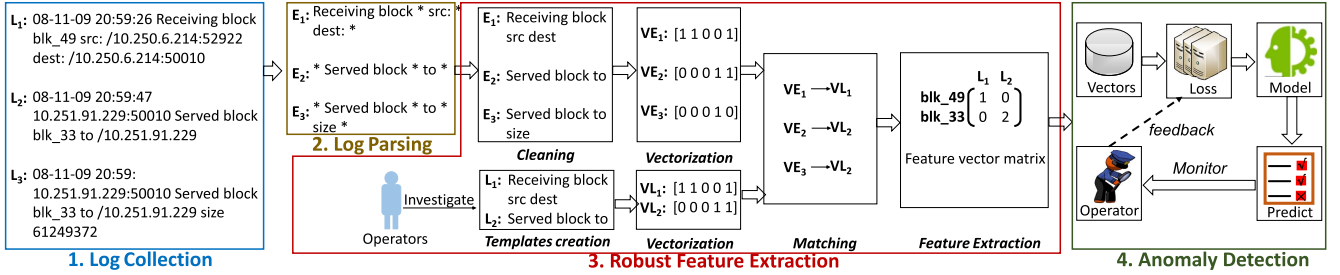 L1: 08-11-09 20:59:26 Receiving block
blk_49 src: /10.250.6.214:52922
dest: /10.250.6.214:50010
L2: 08-11-09 20:59:47
10.251.91.229:50010 Served block
blk_33 to /10.251.91.229
L3: 08-11-09 20:59:
10.251.91.229:50010 Served block
blk_33 to /10.251.91.229 size
61249372
1. Log Collection
E1: Receiving block * src: *
dest: *
E2: * Served block * to *
E3: * Served block * to *
size *
2. Log Parsing
E1: Receiving block
src dest
E2: Served block to
E3: Served block to
size
Cleaning
VE1: [1 1 0 0 1]
VE2: [0 0 0 1 1]
VE3: [0 0 0 1 0]
Vectorization
Operators
Investigate
L1: Receiving block
src dest
L2: Served block to
Templates creation
VL1: [1 1 0 0 1]
VL2: [0 0 0 1 1]
Vectorization
VE1 → VL1
VE2 → VL2
VE3 → VL2
Matching
L1 L2
blk_49 1 0
blk_33 0 2
Feature vector matrix
Feature Extraction
3. Robust Feature Extraction
Vectors
Loss
Model
feedback
Monitor
Operator
Predict
4. Anomaly Detection